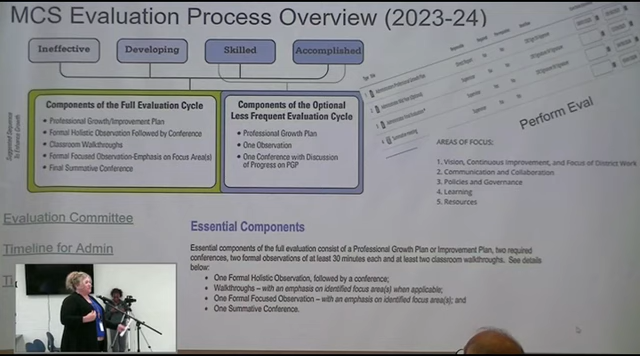 MCS Evaluation Process Overview (2023-24)
Ineffective
Developing
Skilled
Accomplished
Suggested Sequence
To Enhance Growth
Components of the Full Evaluation Cycle
• Professional Growth/Improvement Plan
• Formal Holistic Observation Followed by Conference
• Classroom Walkthroughs
• Formal Focused Observation-Emphasis on Focus Area(s)
• Final Summative Conference
Components of the Optional
Less Frequent Evaluation Cycle
• Professional Growth Plan
• One Observation
• One Conference with Discussion
of Progress on PGP
Perform Eval
AREAS OF FOCUS:
1. Vision, Continuous Improvement, and Focus of District Work
2. Communication and Collaboration
3. Policies and Governance
4. Learning
5. Resources
Evaluation Committee
Timeline for Admin
Essential Components
Essential components of the full evaluation consist of a Professional Growth Plan or Improvement Plan, two required
conferences, two formal observations of at least 30 minutes each and at least two classroom walkthroughs. See details
below:
• One Formal Holistic Observation, followed by a conference;
• Walkthroughs – with an emphasis on identified focus area(s) when applicable;
• One Formal Focused Observation – with an emphasis on identified focus area(s); and
• One Summative Conference.